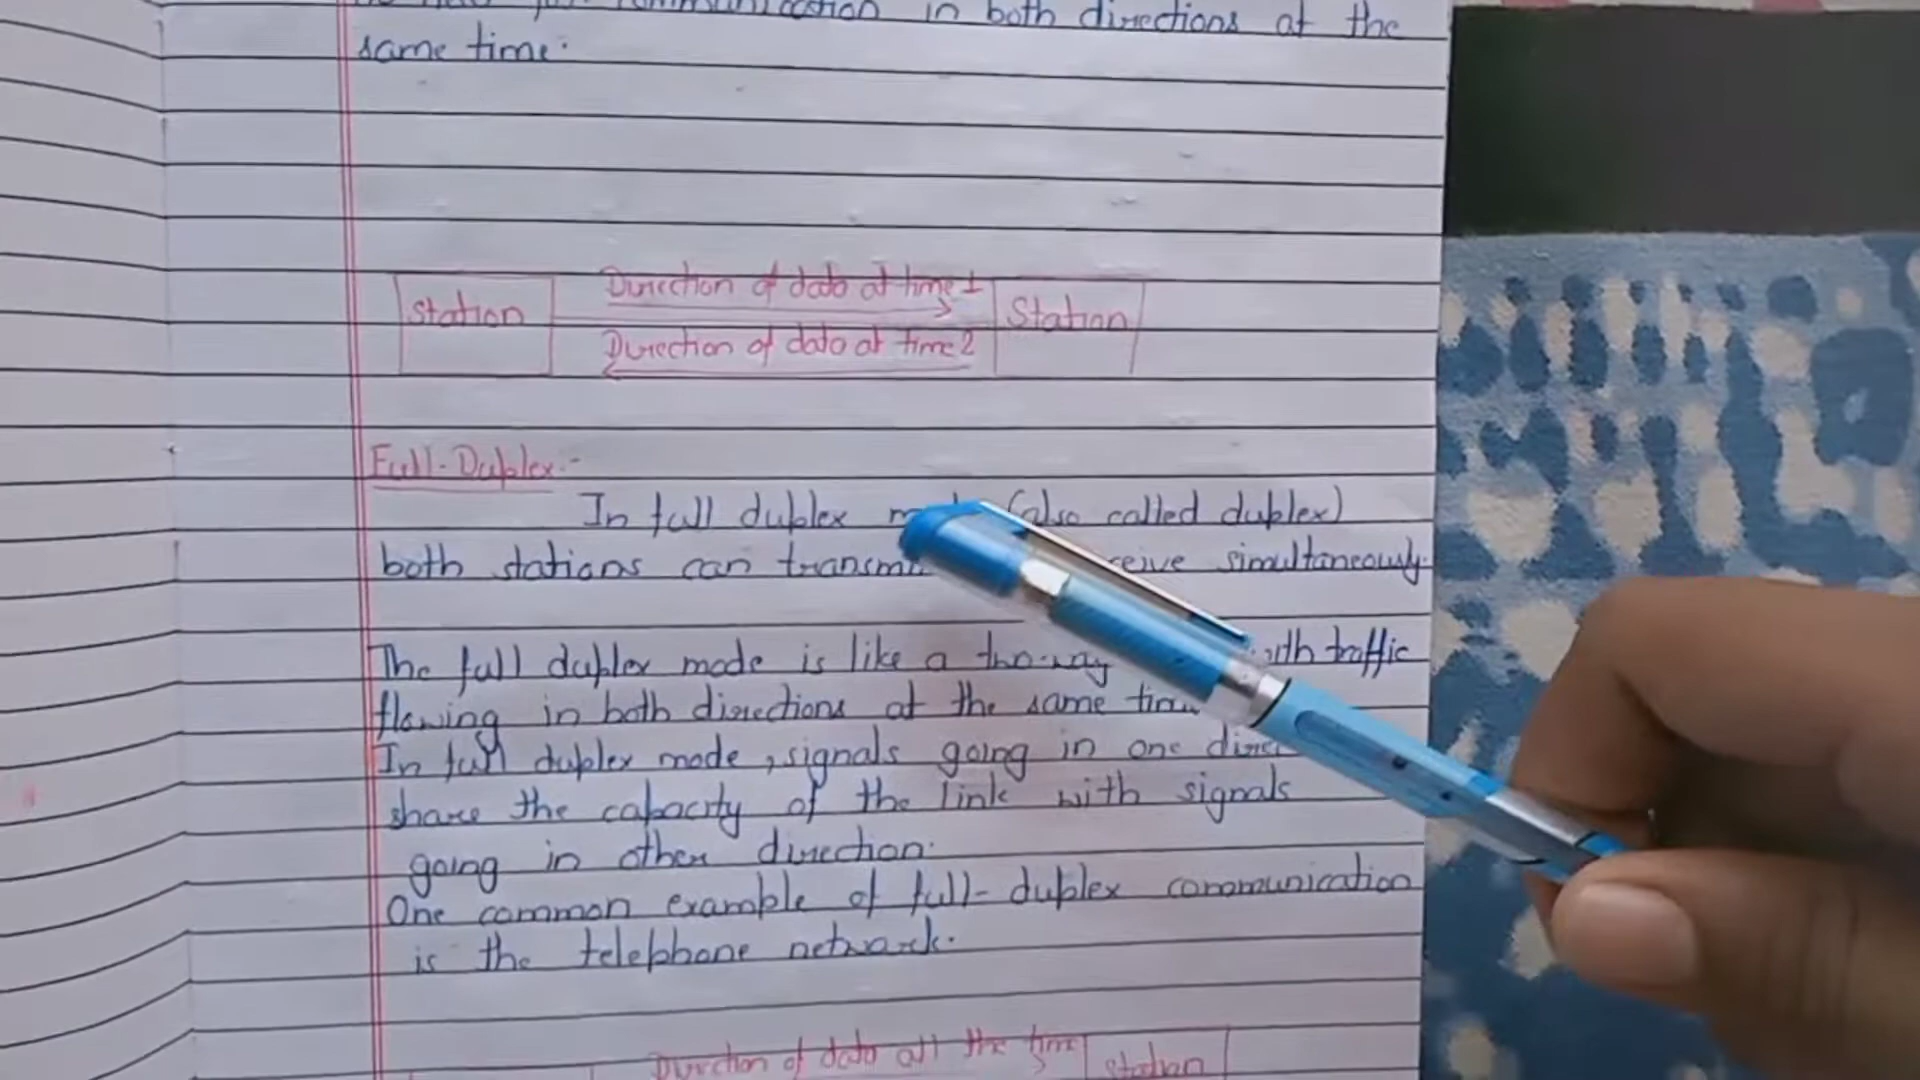 communication in both directions at the
same time.
Direction of data at time 1
Station
Station
Direction of data at time 2
Full-Duplex:-
In full duplex (also called duplex)
both stations can simultaneously.
The full duplex mode is like a two-way with traffic
flowing in both directions at the same
In full duplex mode, signals going in one
share the capacity of the link with signals
going in other direction.
One common example of full-duplex communication
is the telephone network.
Direction of data all the time
Station